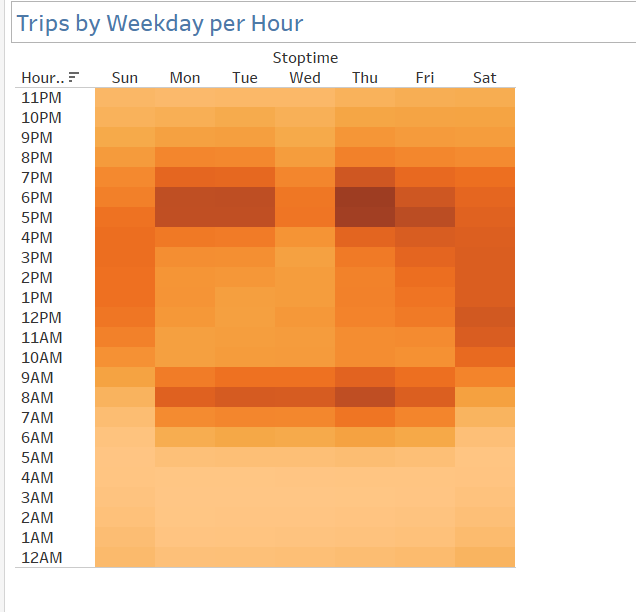 Trips by Weekday per Hour
Stoptime
Hour.. Sun Mon Tue Wed Thu Fri Sat
11PM
10PM
9PM
8PM
7PM
6PM
5PM
4PM
3PM
2PM
1PM
12PM
11AM
10AM
9AM
8AM
7AM
6AM
5AM
4AM
3AM
2AM
1AM
12AM